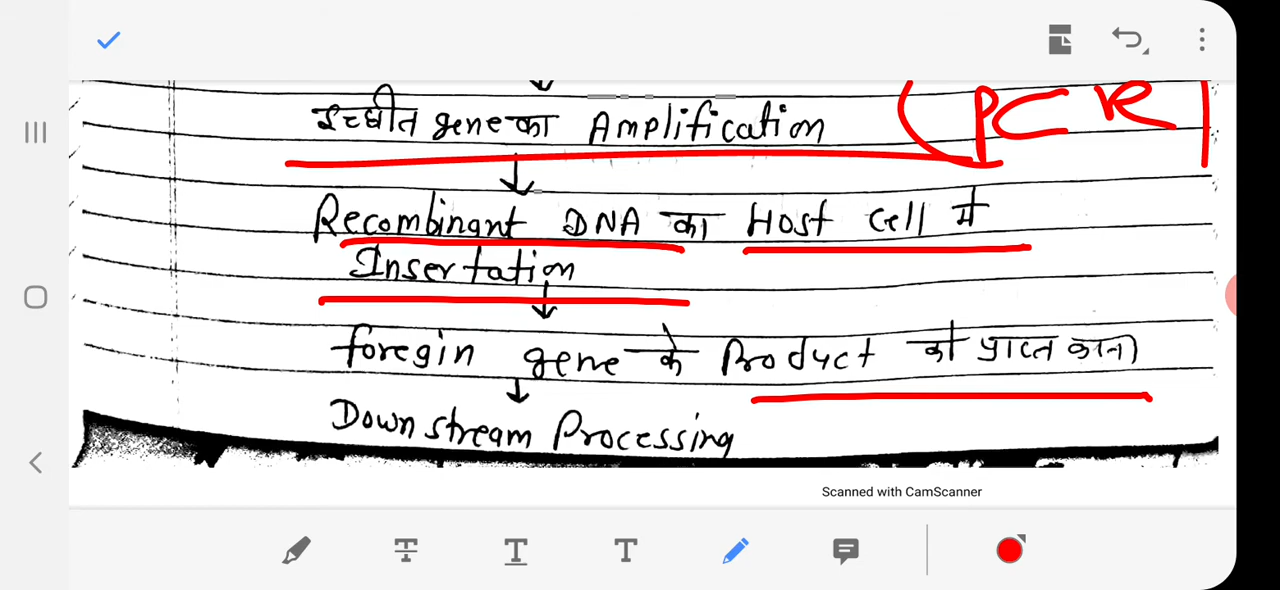 इच्छीत gene का Amplification (PCR)
Recombinant DNA का Host Cell में
Insertation
foregin gene के Product को प्राप्त करना
Down stream Processing
Scanned with CamScanner
T T T